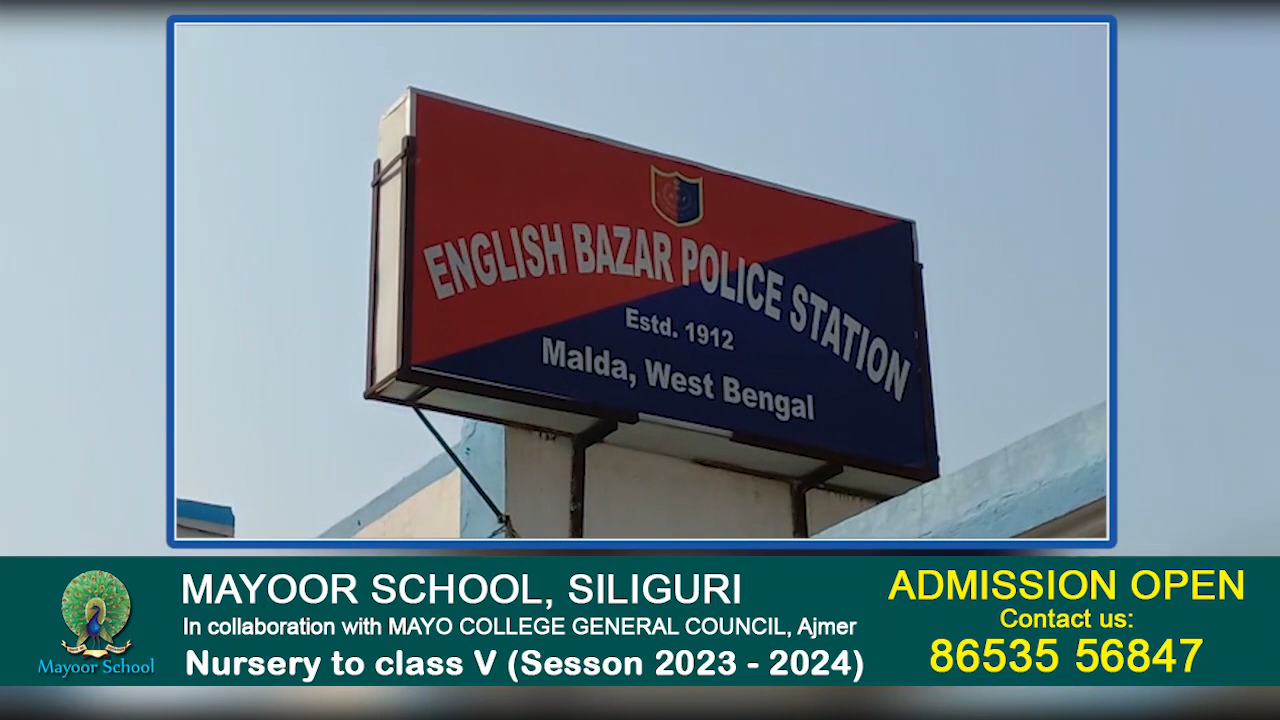 ENGLISH BAZAR POLICE STATION
Estd. 1912
Malda, West Bengal
MAYOOR SCHOOL, SILIGURI
In collaboration with MAYO COLLEGE GENERAL COUNCIL, Ajmer
Nursery to class V (Sesson 2023 - 2024)
Mayoor School
ADMISSION OPEN
Contact us:
86535 56847